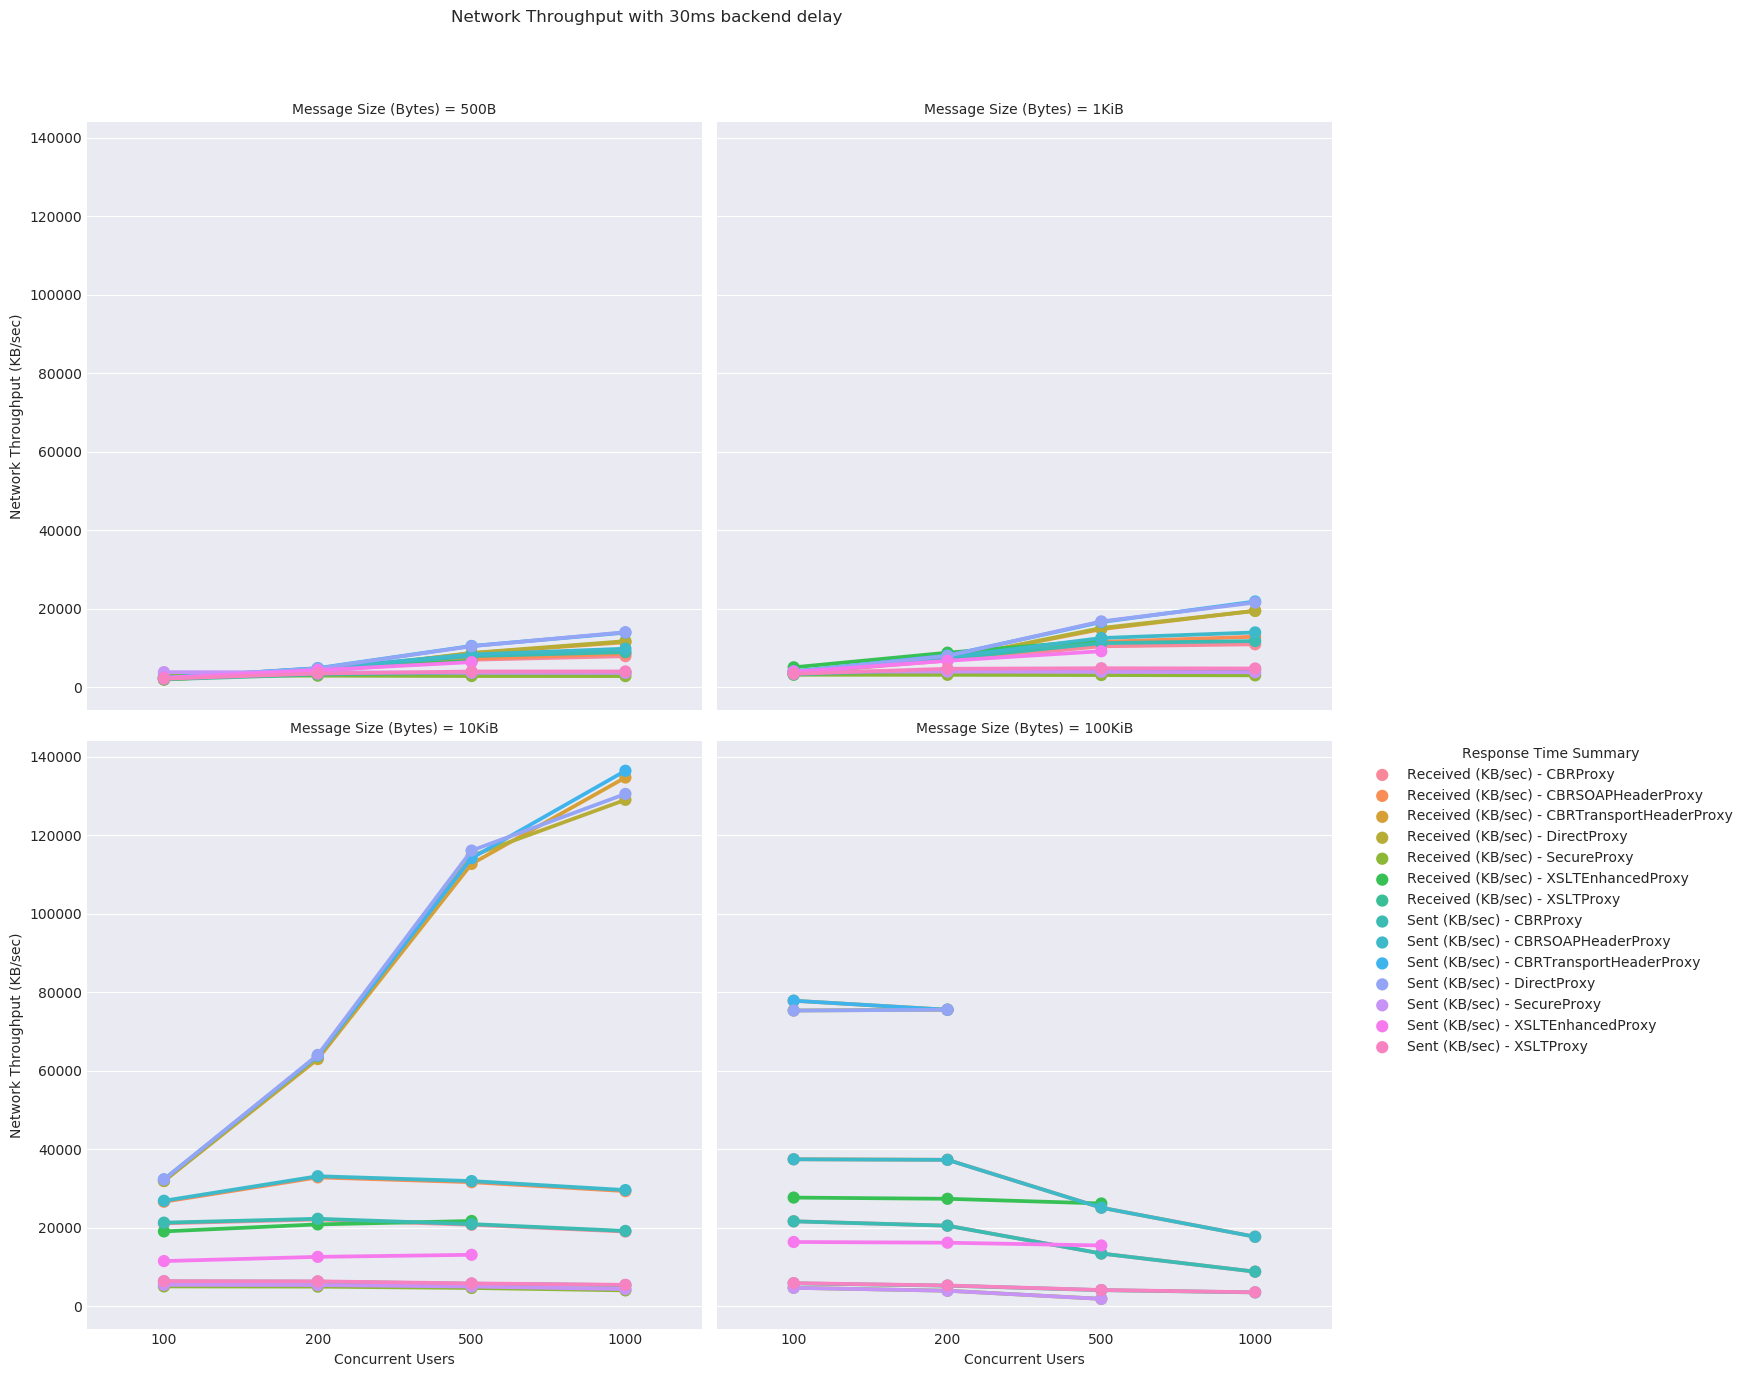 Network Throughput with 30ms backend delay
Message Size (Bytes) = 500B
Message Size (Bytes) = 1KiB
140000
120000
100000
80000
60000
40000
20000
0
Network Throughput (KB/sec)
Message Size (Bytes) = 10KiB
Message Size (Bytes) = 100KiB
140000
120000
100000
80000
60000
40000
20000
0
Network Throughput (KB/sec)
100 200 500 1000
100 200 500 1000
Concurrent Users
Concurrent Users
Response Time Summary
Received (KB/sec) - CBRProxy
Received (KB/sec) - CBRSOAPHeaderProxy
Received (KB/sec) - CBRTransportHeaderProxy
Received (KB/sec) - DirectProxy
Received (KB/sec) - SecureProxy
Received (KB/sec) - XSLTEnhancedProxy
Received (KB/sec) - XSLTProxy
Sent (KB/sec) - CBRProxy
Sent (KB/sec) - CBRSOAPHeaderProxy
Sent (KB/sec) - CBRTransportHeaderProxy
Sent (KB/sec) - DirectProxy
Sent (KB/sec) - SecureProxy
Sent (KB/sec) - XSLTEnhancedProxy
Sent (KB/sec) - XSLTProxy